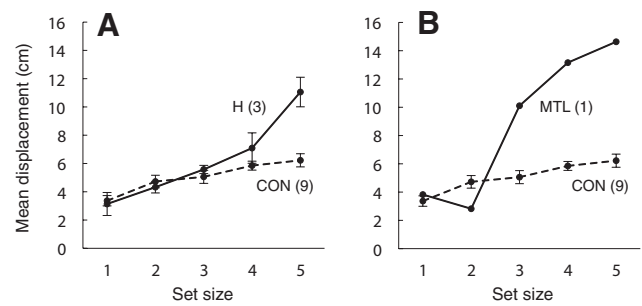 A
B
Mean displacement (cm)
16
14
12
10
8
6
4
2
0
H (3)
CON (9)
1 2 3 4 5
Set size
16
14
12
10
8
6
4
2
0
MTL (1)
CON (9)
1 2 3 4 5
Set size